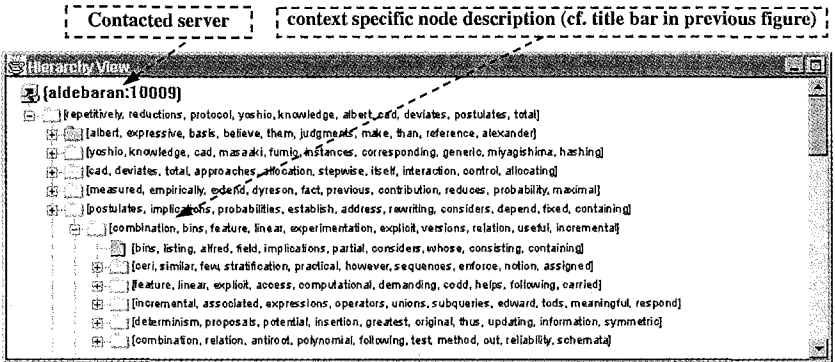 Contacted server
context specific node description (cf. title bar in previous figure)
Hierarchy View
(aldebaran:10009)
[repetitively, reductions, protocol, yoshio, knowledge, albert, cad, deviates, postulates, total]
[albert, expressive, basis, believe, them, judgments, make, than, reference, alexander]
[yoshio, knowledge, cad, masaaki, fumio, instances, corresponding, generic, miyagishima, hashing]
[cad, deviates, total, approaches, allocation, stepwise, itself, interaction, control, allocating]
[measured, empirically, extend, dyreson, fact, previous, contribution, reduces, probability, maximal]
[postulates, implications, probabilities, establish, address, rewriting, considers, depend, fixed, containing]
[combination, bins, feature, linear, experimentation, explicit, versions, relation, useful, incremental]
[bins, listing, alfred, field, implications, partial, considers, whose, consisting, containing]
[ceri, similar, few, stratification, practical, however, sequences, enforce, notion, assigned]
[feature, linear, explicit, access, computational, demanding, codd, helps, following, carried]
[incremental, associated, expressions, operators, unions, subqueries, edward, tods, meaningful, respond]
[determinism, proposals, potential, insertion, greatest, original, thus, updating, information, symmetric]
[combination, relation, antiroot, polynomial, following, test, method, out, reliability, schemata]